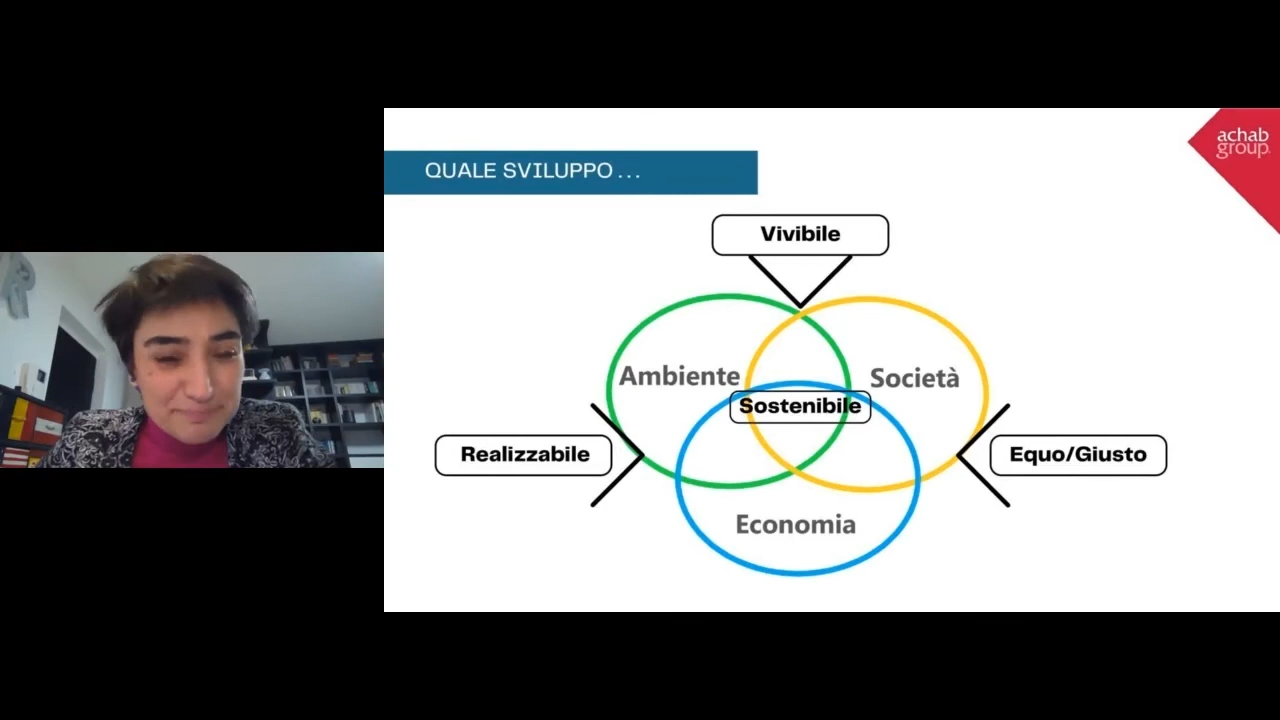 achab
group.
QUALE SVILUPPO...
Vivibile
Ambiente
Società
Sostenibile
Realizzabile
Equo/Giusto
Economia